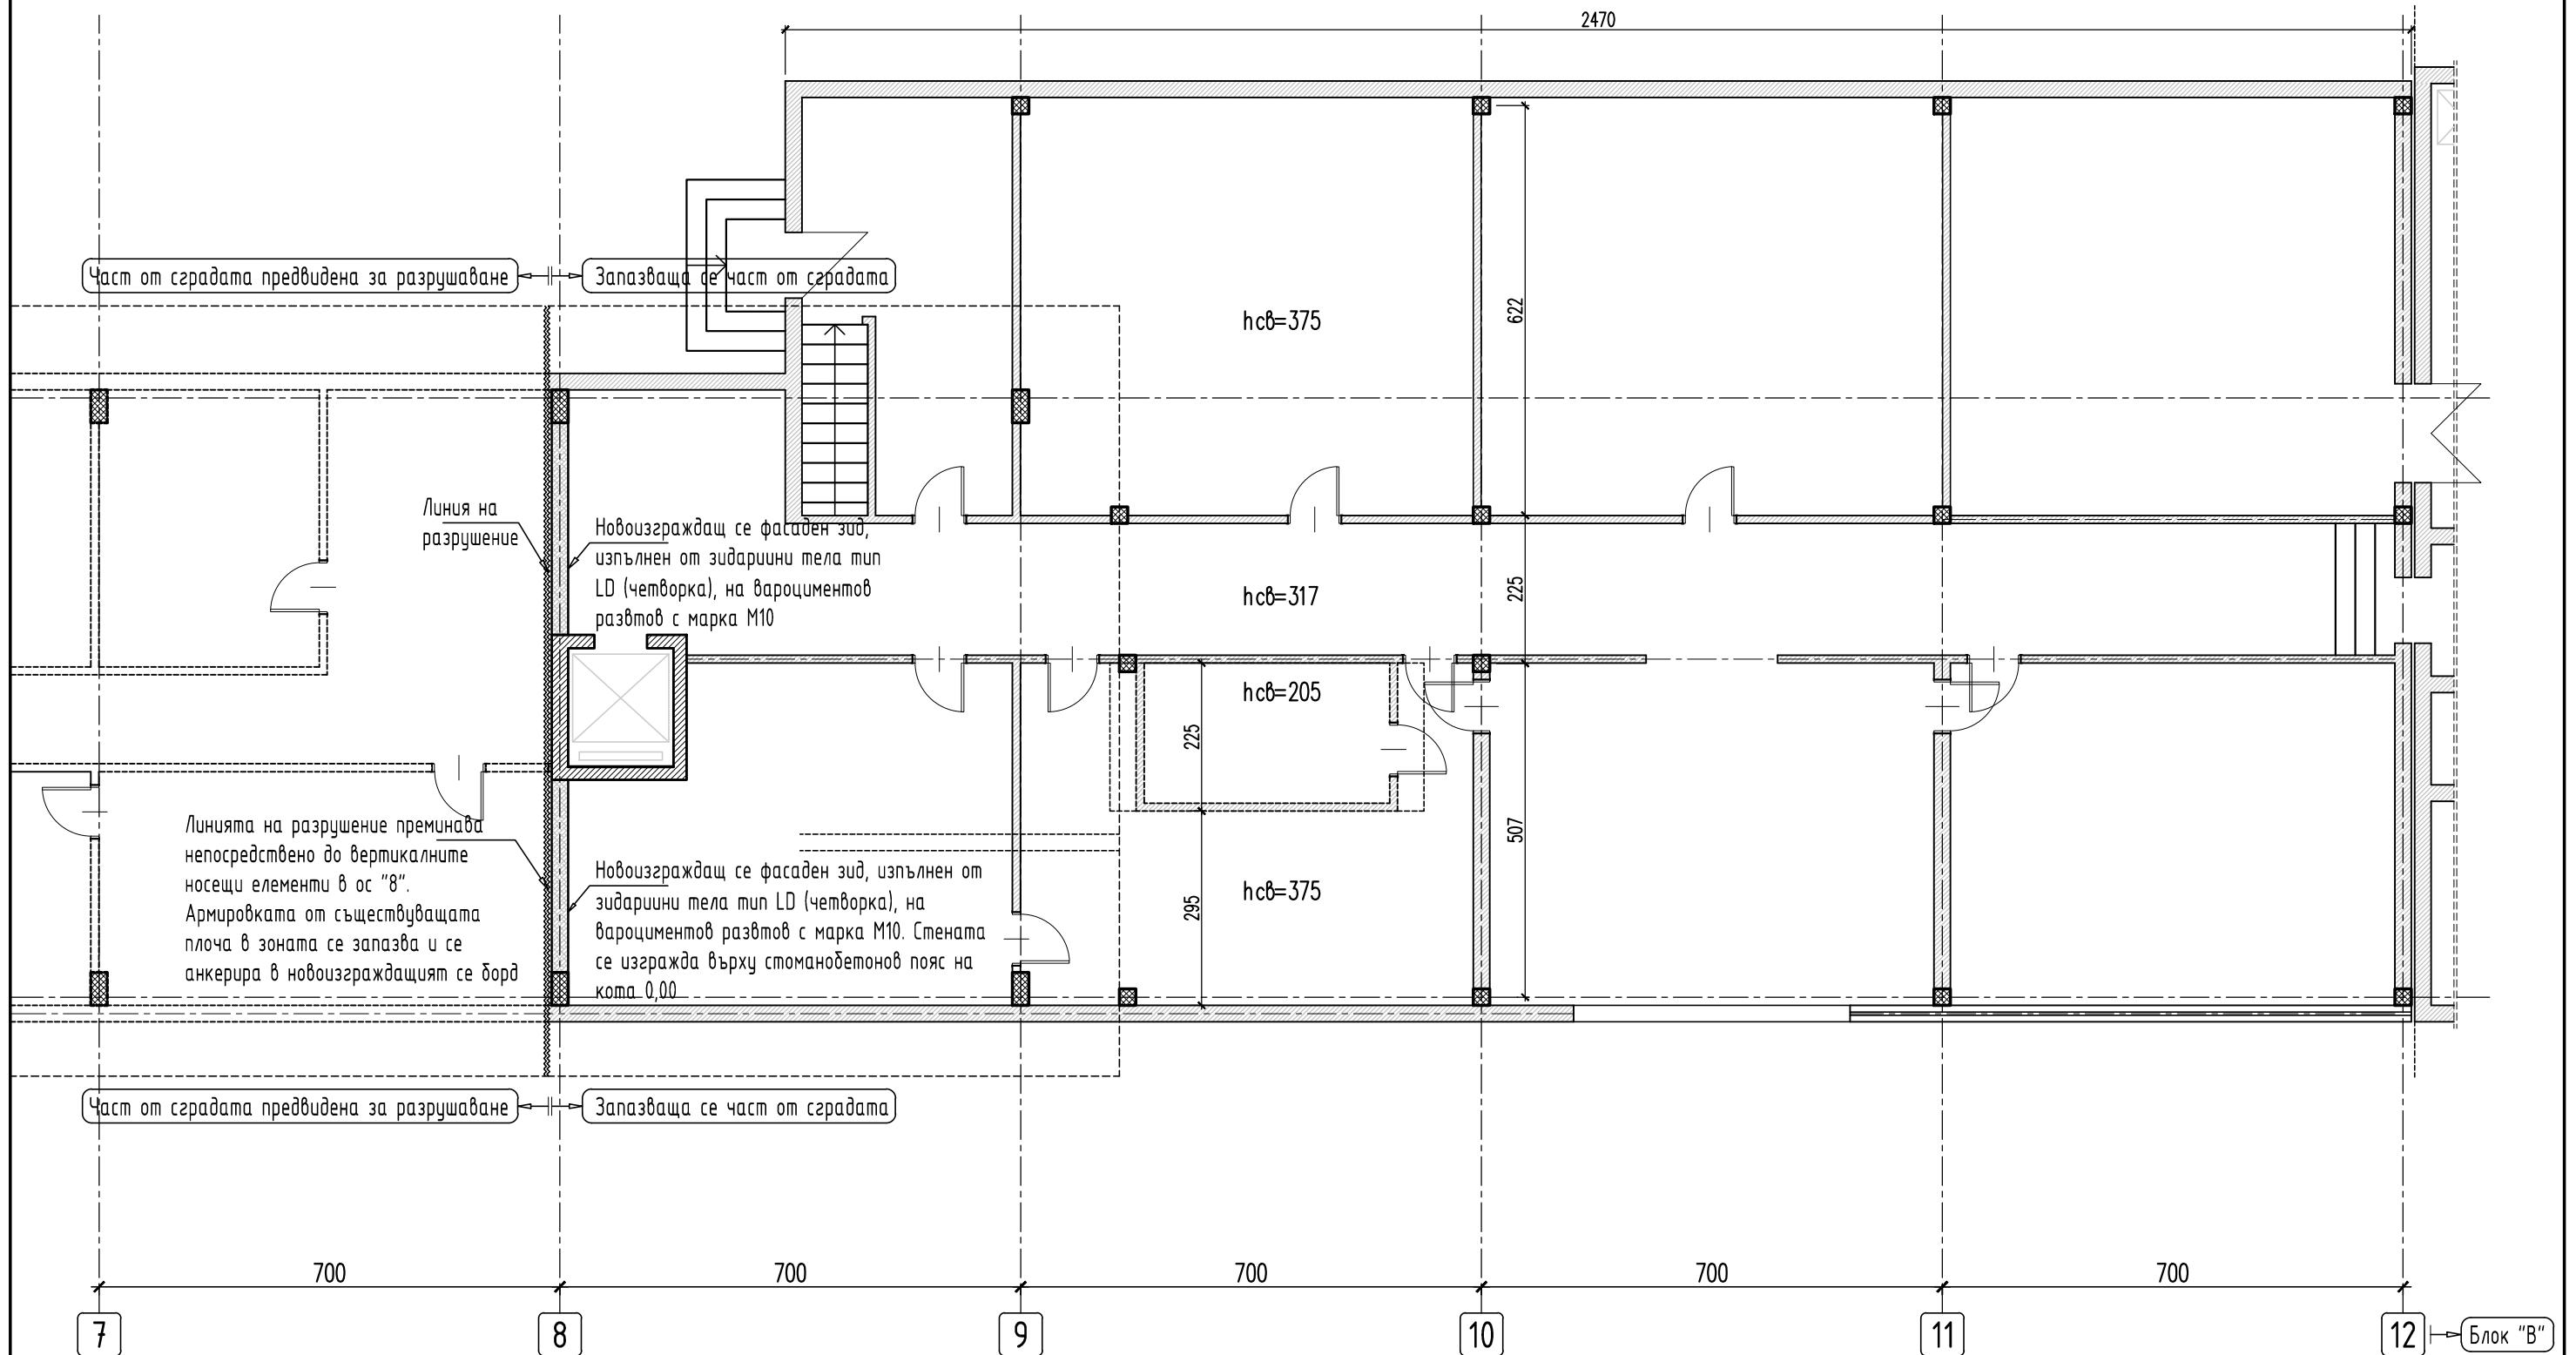 2470
Част от сградата предвидена за разрушаване
Запазваща се част от сградата
hсв=375
622
Линия на
разрушение
Новоизграждащ се фасаден зид,
изпълнен от зидариини тела тип
LD (четворка), на вароциментов
развтов с марка М10
hсв=317
225
hсв=205
225
Линията на разрушение преминава
непосредствено до вертикалните
носещи елементи в ос "8".
Армировката от съществуващата
плоча в зоната се запазва и се
анкерира в новоизграждащият се борд
Новоизграждащ се фасаден зид, изпълнен от
зидариини тела тип LD (четворка), на
вароциментов развтов с марка М10. Стената
се изгражда върху стоманобетонов пояс на
кота 0,00
507
295
hсв=375
Част от сградата предвидена за разрушаване
Запазваща се част от сградата
700
700
700
700
700
7
8
9
10
11
12
Блок "В"